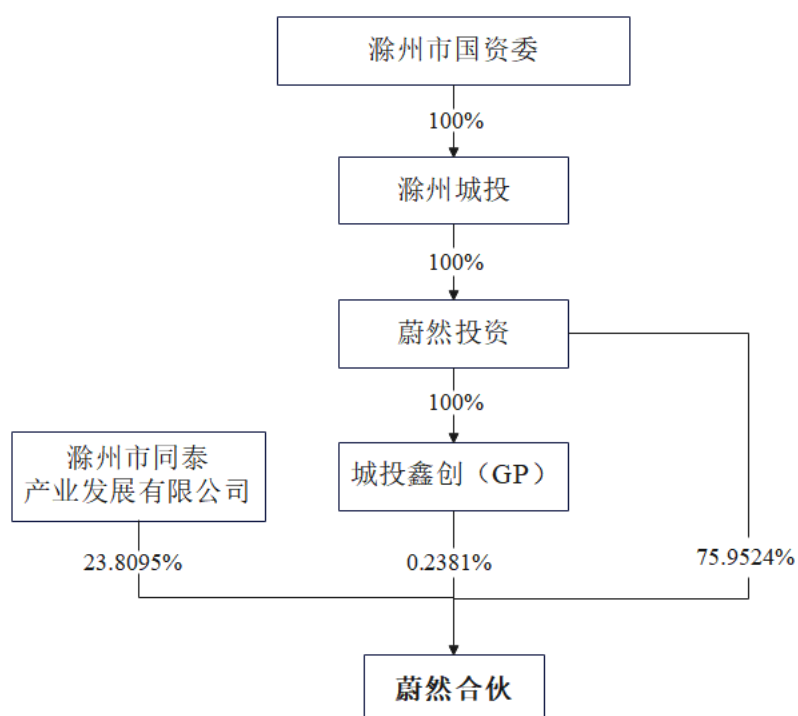 滁州市国资委
100%
滁州城投
100%
蔚然投资
100%
滁州市同泰
产业发展有限公司
城投鑫创（GP）
23.8095%
0.2381%
75.9524%
蔚然合伙